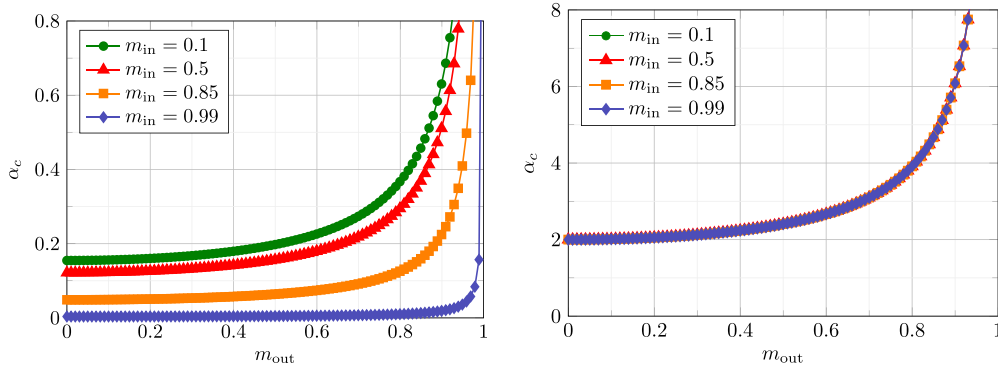 m_in = 0.1
m_in = 0.5
m_in = 0.85
m_in = 0.99
α_c
0.8
0.6
0.4
0.2
0
0 0.2 0.4 0.6 0.8 1
m_out
m_in = 0.1
m_in = 0.5
m_in = 0.85
m_in = 0.99
α_c
8
6
4
2
0
0 0.2 0.4 0.6 0.8 1
m_out